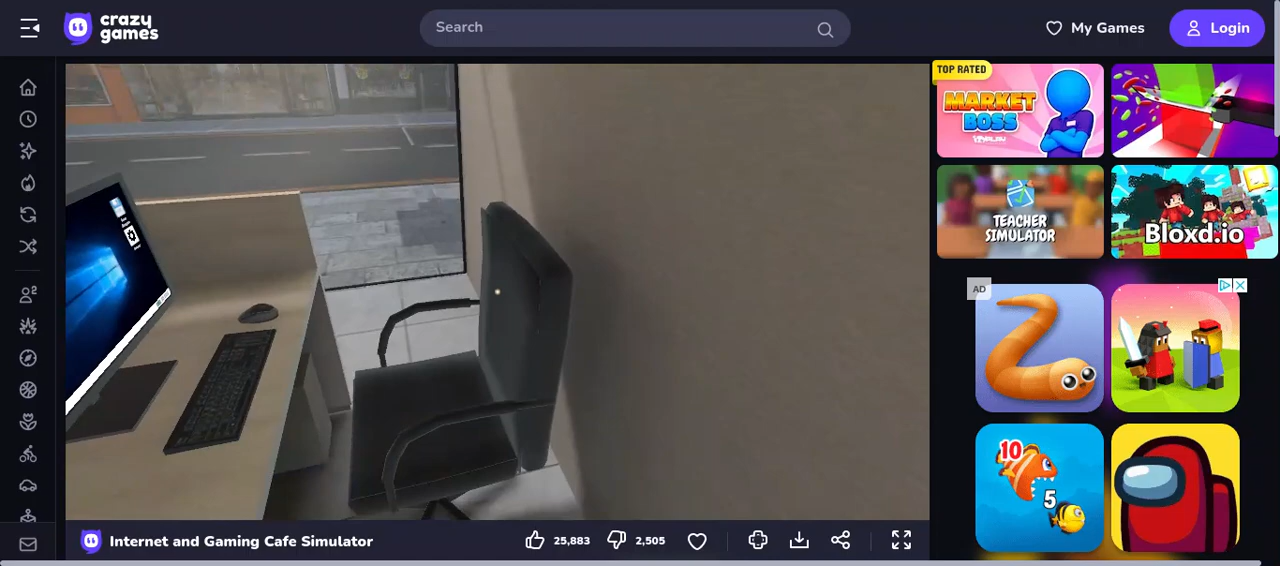 crazy
games
Search
My Games
Login
TOP RATED
MARKET
BOSS
TEACHER
SIMULATOR
Bloxd.io
AD
10
5
Internet and Gaming Cafe Simulator
25,883
2,505